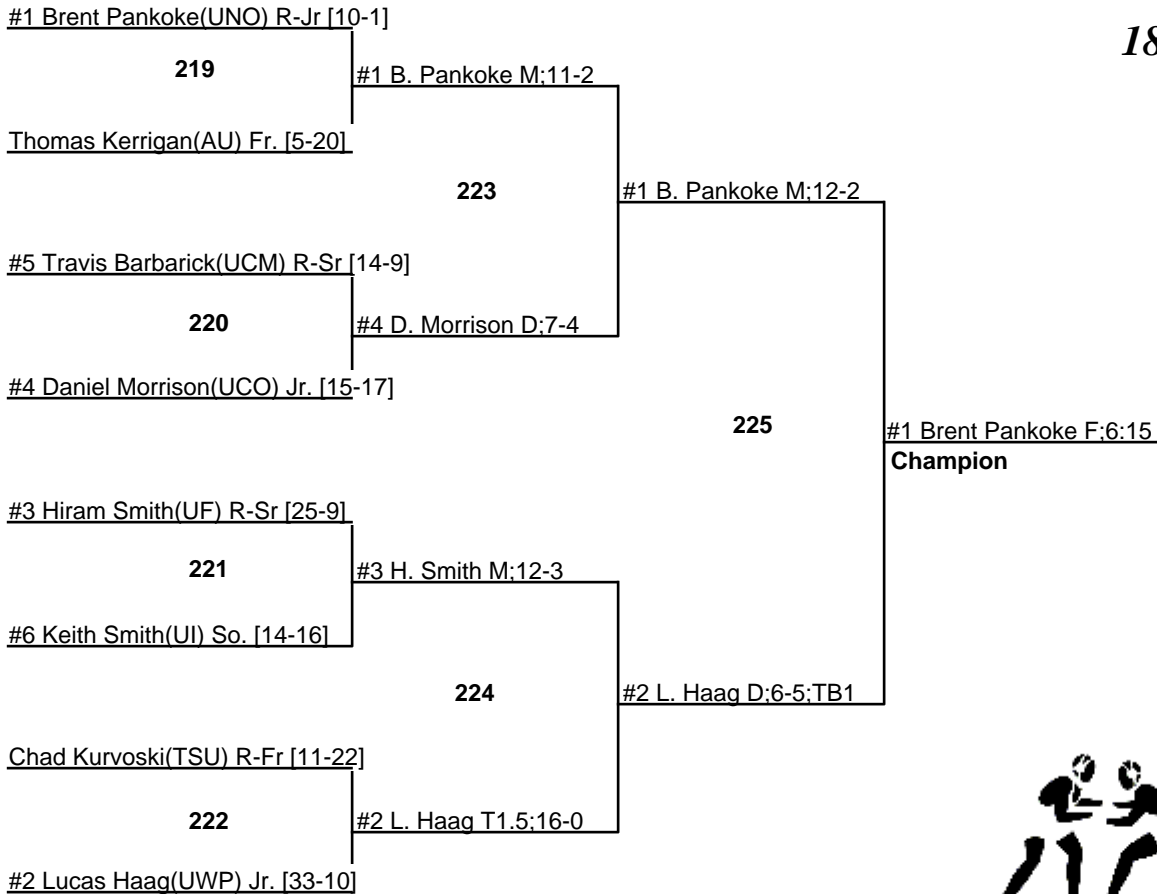 #1 Brent Pankoke(UNO) R-Jr [10-1]
18
219
#1 B. Pankoke M;11-2
Thomas Kerrigan(AU) Fr. [5-20]
223
#1 B. Pankoke M;12-2
#5 Travis Barbarick(UCM) R-Sr [14-9]
220
#4 D. Morrison D;7-4
#4 Daniel Morrison(UCO) Jr. [15-17]
225
#1 Brent Pankoke F;6:15
Champion
#3 Hiram Smith(UF) R-Sr [25-9]
221
#3 H. Smith M;12-3
#6 Keith Smith(UI) So. [14-16]
224
#2 L. Haag D;6-5;TB1
Chad Kurvoski(TSU) R-Fr [11-22]
222
#2 L. Haag T1.5;16-0
#2 Lucas Haag(UWP) Jr. [33-10]